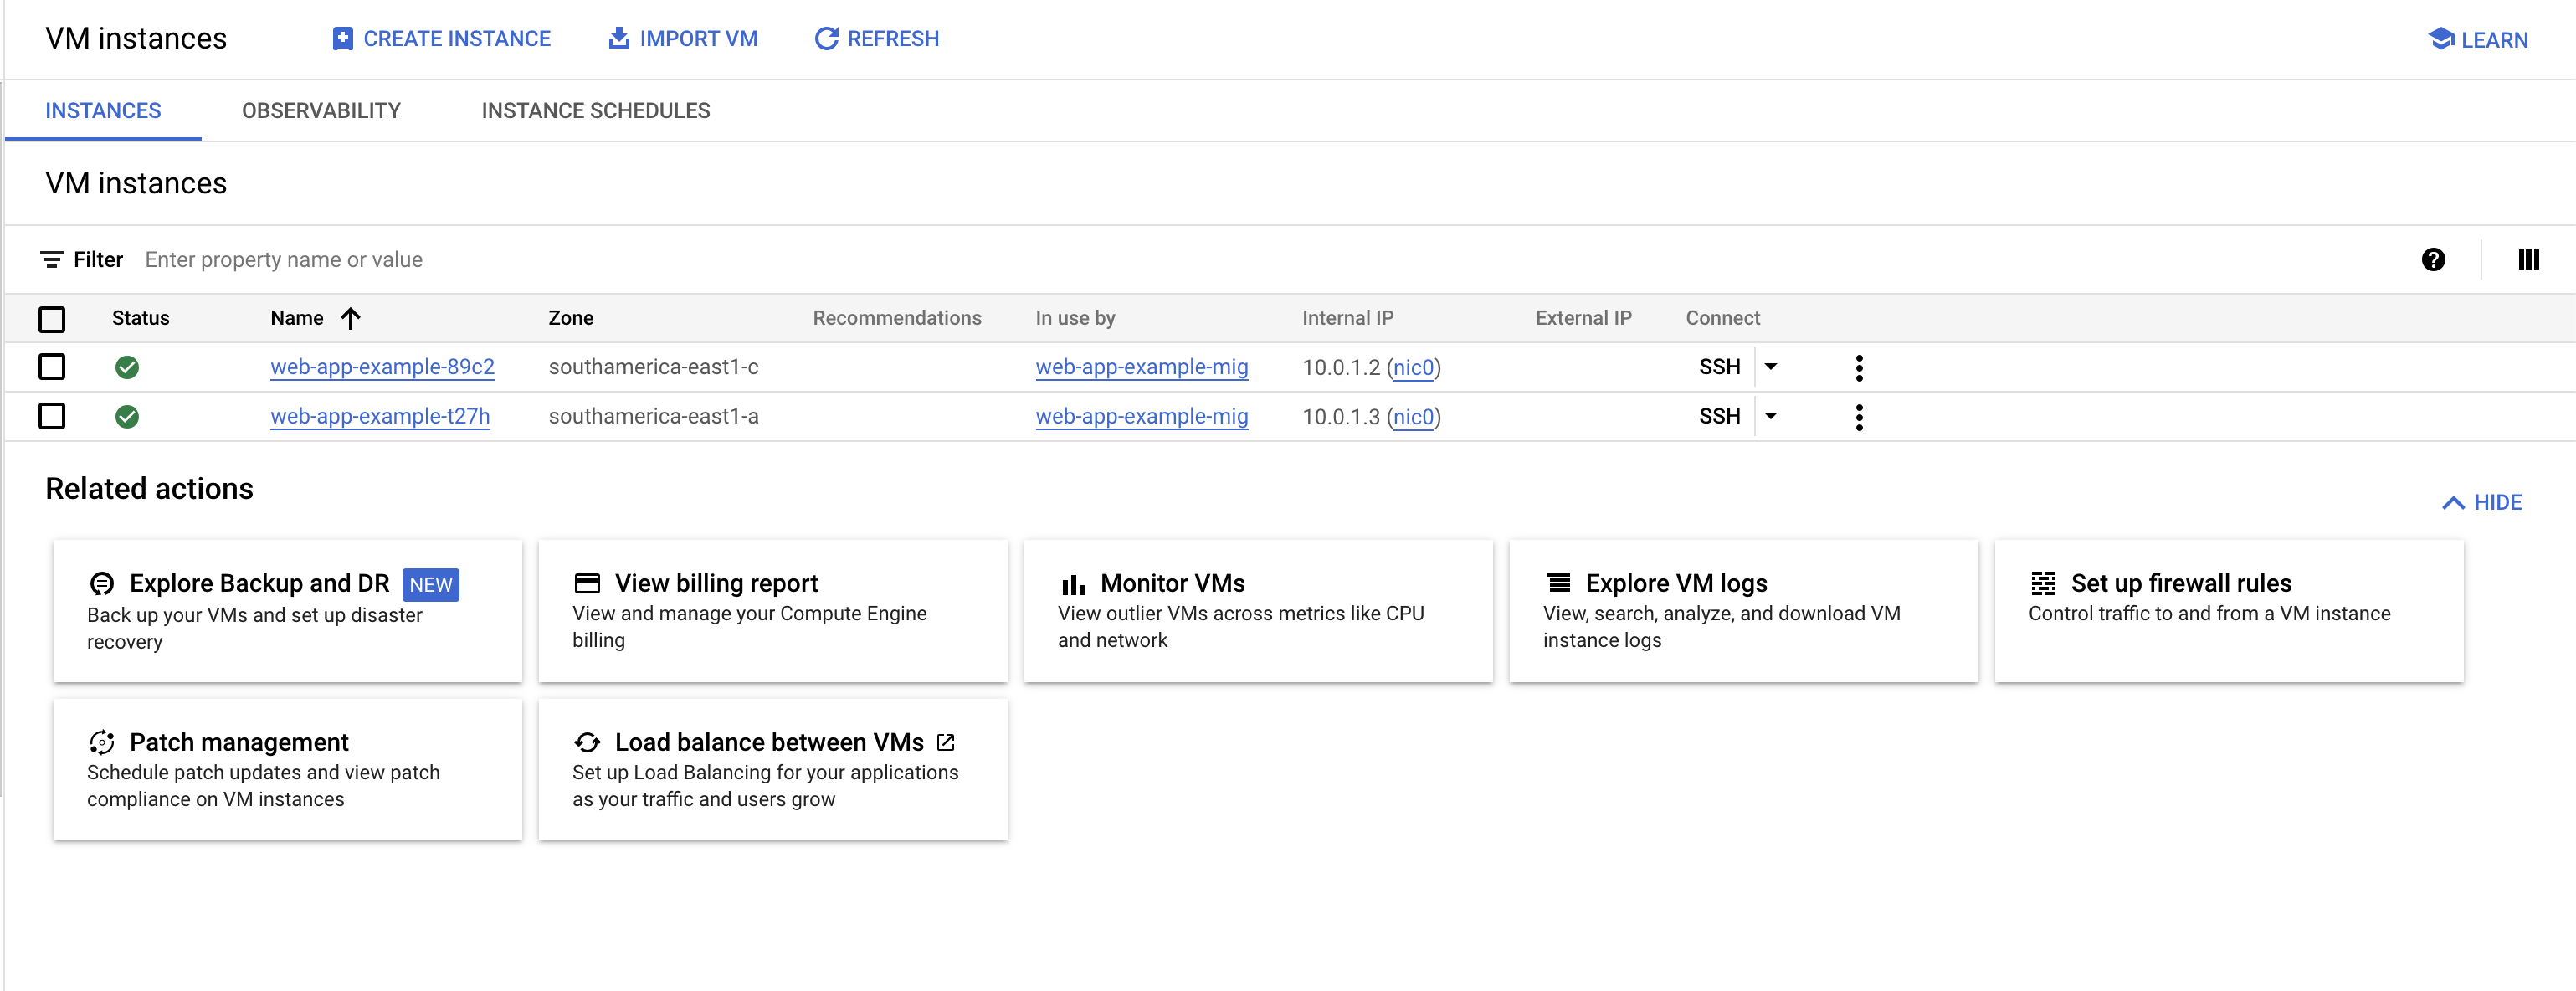 VM instances CREATE INSTANCE IMPORT VM REFRESH LEARN
INSTANCES OBSERVABILITY INSTANCE SCHEDULES
VM instances
Filter Enter property name or value
Status Name Zone Recommendations In use by Internal IP External IP Connect
web-app-example-89c2 southamerica-east1-c web-app-example-mig 10.0.1.2 (nic0) SSH
web-app-example-t27h southamerica-east1-a web-app-example-mig 10.0.1.3 (nic0) SSH
Related actions
HIDE
Explore Backup and DR NEW
Back up your VMs and set up disaster
recovery
View billing report
View and manage your Compute Engine
billing
Monitor VMs
View outlier VMs across metrics like CPU
and network
Explore VM logs
View, search, analyze, and download VM
instance logs
Set up firewall rules
Control traffic to and from a VM instance
Patch management
Schedule patch updates and view patch
compliance on VM instances
Load balance between VMs
Set up Load Balancing for your applications
as your traffic and users grow